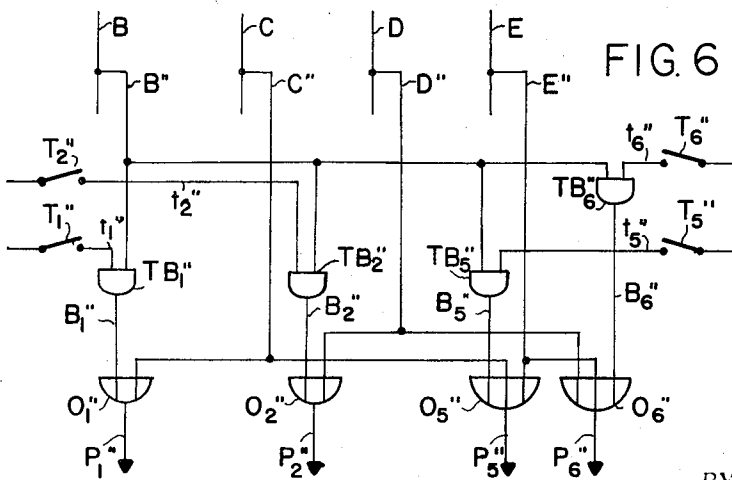 B C D E
FIG. 6
B" C" D" E"
T2" t6" T6"
t2" TB6"
T1" t1" t5" T5"
TB1" TB2" TB5"
B1" B2" B5" B6"
O1" O2" O5" O6"
P1" P2" P5" P6"